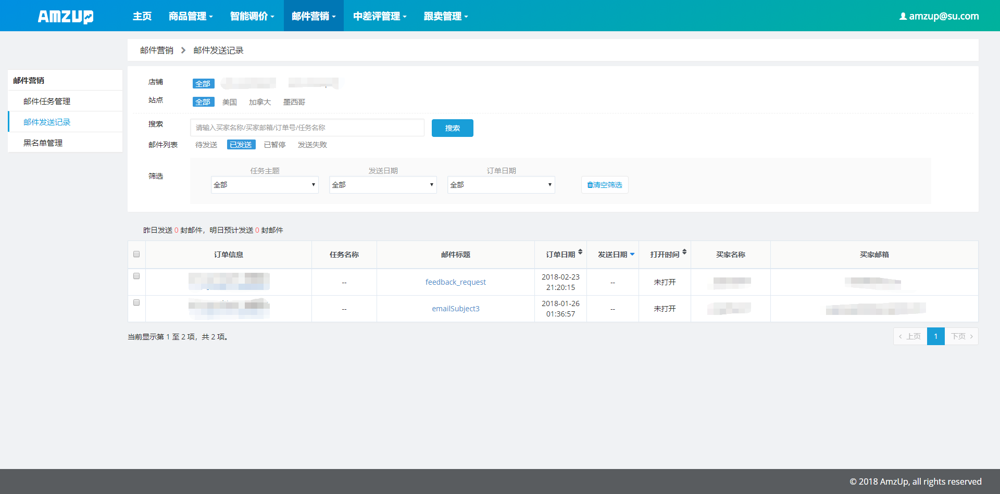 AMZUP 主页 商品管理 智能调价 邮件营销 中差评管理 跟卖管理 amzup@su.com
邮件营销 邮件发送记录
邮件营销
邮件任务管理
邮件发送记录
黑名单管理
店铺 全部
站点 全部 美国 加拿大 墨西哥
搜索 请输入买家名称/买家邮箱/订单号/任务名称 搜索
邮件列表 待发送 已发送 已暂停 发送失败
筛选
任务主题 发送日期 订单日期
全部 全部 全部 清空筛选
昨日发送 0 封邮件，明日预计发送 0 封邮件
订单信息 任务名称 邮件标题 订单日期 发送日期 打开时间 买家名称 买家邮箱
-- feedback_request 2018-02-23 21:20:15 -- 未打开
-- emailSubject3 2018-01-26 01:36:57 -- 未打开
当前显示第 1 至 2 项，共 2 项。
上页 1 下页
© 2018 AmzUp, all rights reserved